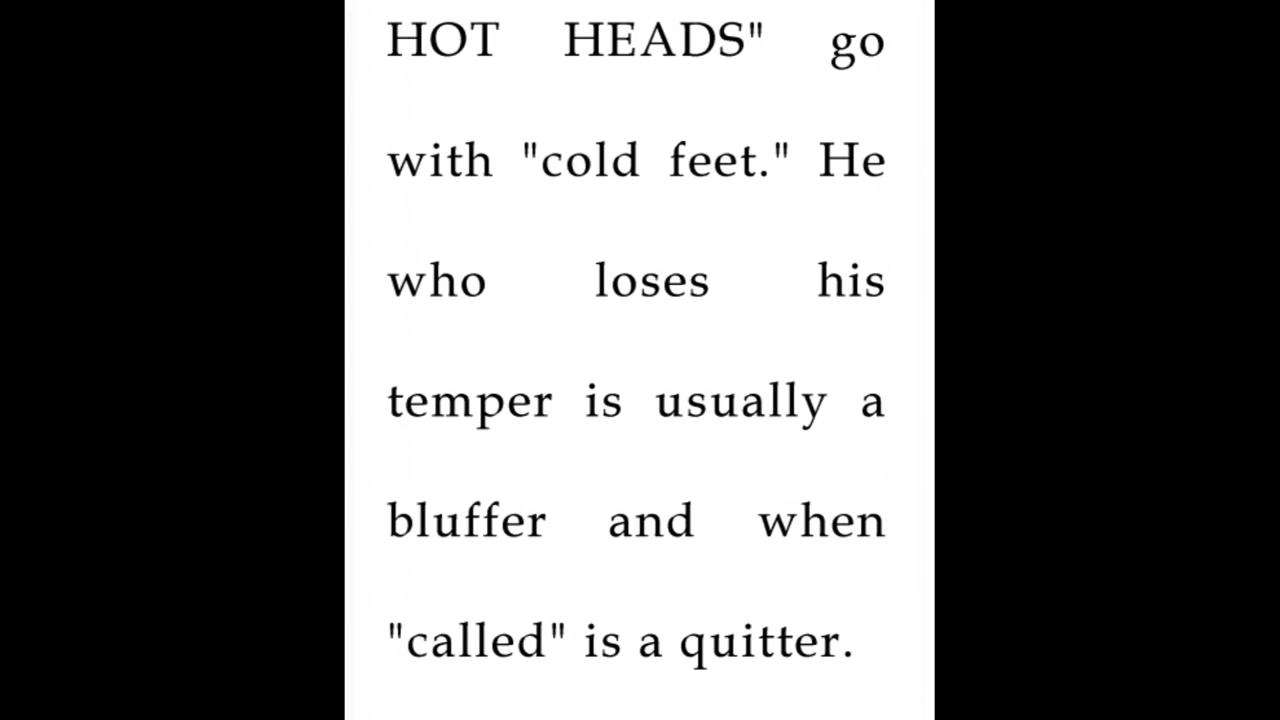 HOT HEADS" go
with "cold feet." He
who loses his
temper is usually a
bluffer and when
"called" is a quitter.